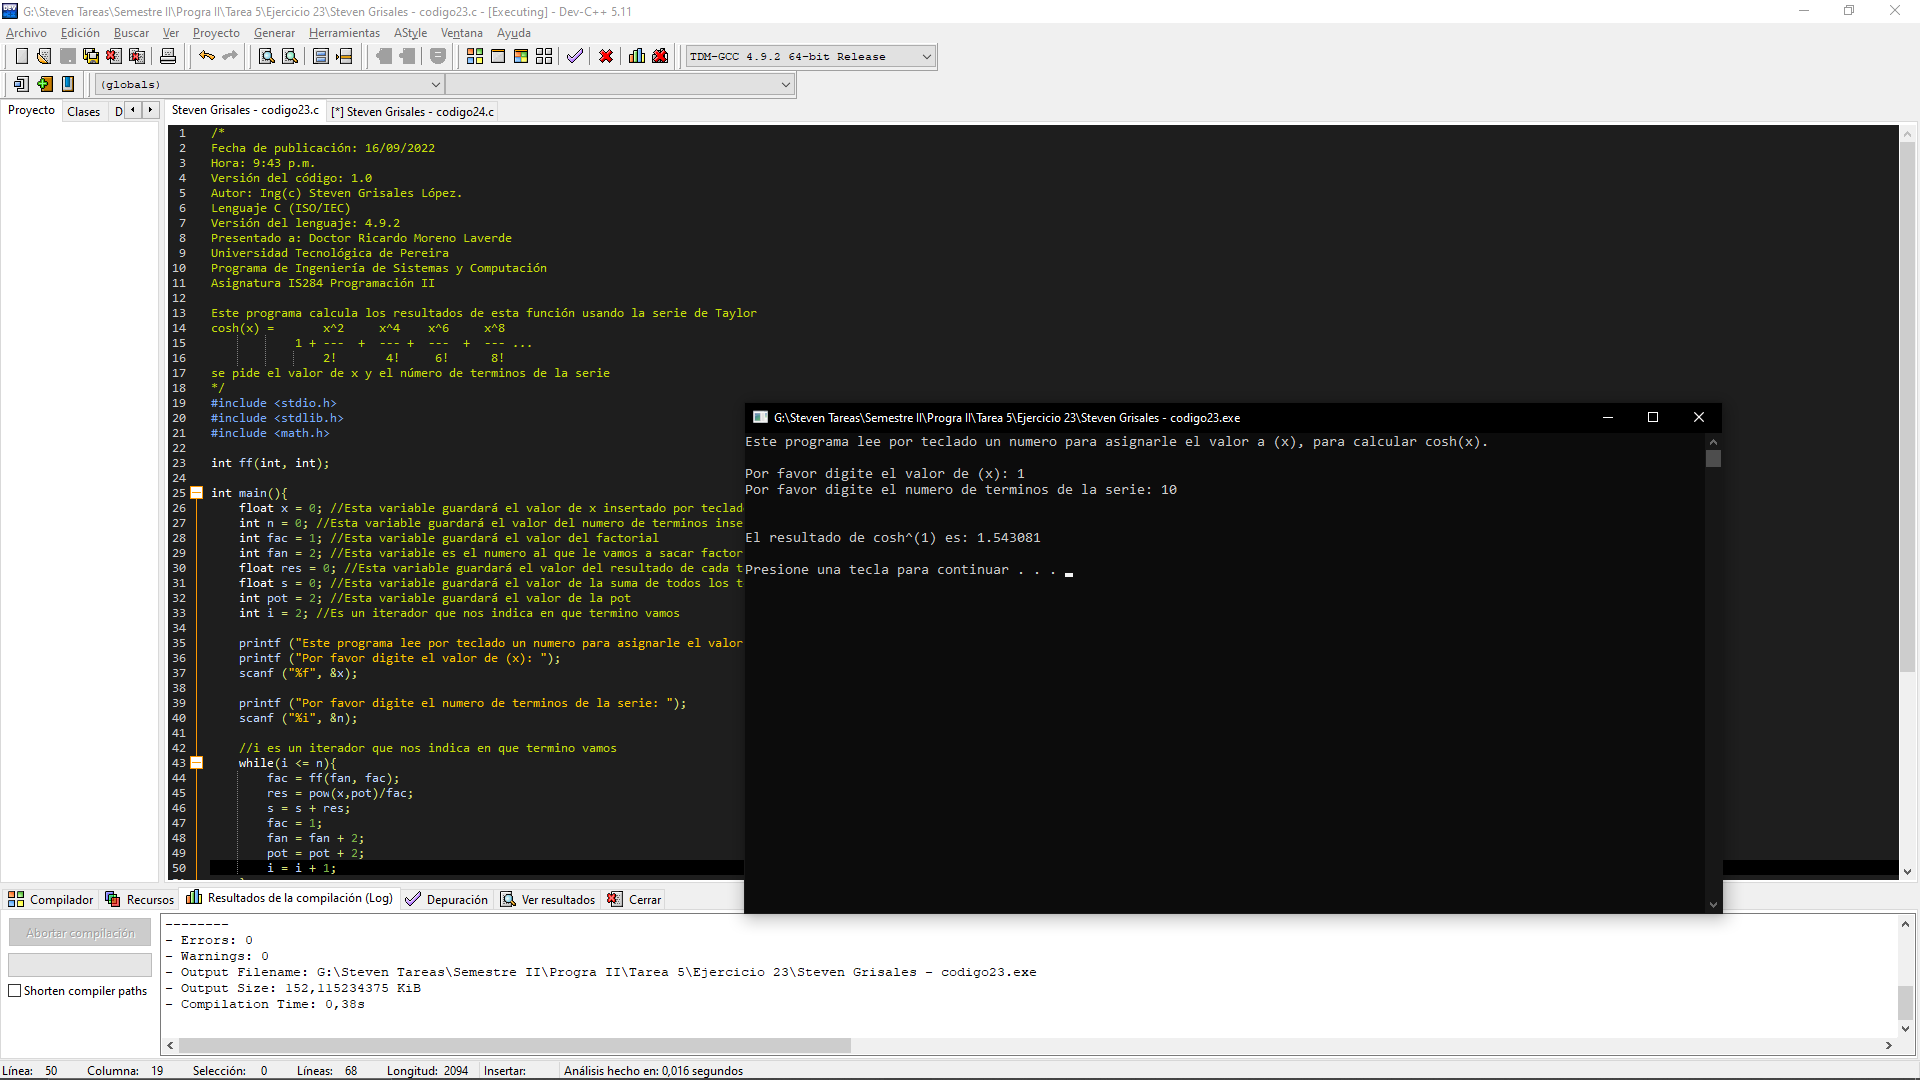 G:\Steven Tareas\Semestre II\Progra II\Tarea 5\Ejercicio 23\Steven Grisales - codigo23.c - [Executing] - Dev-C++ 5.11
Archivo Edición Buscar Ver Proyecto Generar Herramientas AStyle Ventana Ayuda
TDM-GCC 4.9.2 64-bit Release
(globals)
Proyecto Clases D
Steven Grisales - codigo23.c [*] Steven Grisales - codigo24.c
1 /*
2 Fecha de publicación: 16/09/2022
3 Hora: 9:43 p.m.
4 Versión del código: 1.0
5 Autor: Ing(c) Steven Grisales López.
6 Lenguaje C (ISO/IEC)
7 Versión del lenguaje: 4.9.2
8 Presentado a: Doctor Ricardo Moreno Laverde
9 Universidad Tecnológica de Pereira
10 Programa de Ingeniería de Sistemas y Computación
11 Asignatura IS284 Programación II
12
13 Este programa calcula los resultados de esta función usando la serie de Taylor
14 cosh(x) = x^2 x^4 x^6 x^8
15 1 + --- + --- + --- + --- ...
16 2! 4! 6! 8!
17 se pide el valor de x y el número de terminos de la serie
18 */
19 #include <stdio.h>
20 #include <stdlib.h>
21 #include <math.h>
22
23 int ff(int, int);
24
25 int main(){
26 float x = 0; //Esta variable guardará el valor de x insertado por teclad
27 int n = 0; //Esta variable guardará el valor del numero de terminos inse
28 int fac = 1; //Esta variable guardará el valor del factorial
29 int fan = 2; //Esta variable es el numero al que le vamos a sacar factor
30 float res = 0; //Esta variable guardará el valor del resultado de cada t
31 float s = 0; //Esta variable guardará el valor de la suma de todos los t
32 int pot = 2; //Esta variable guardará el valor de la pot
33 int i = 2; //Es un iterador que nos indica en que termino vamos
34
35 printf ("Este programa lee por teclado un numero para asignarle el valor
36 printf ("Por favor digite el valor de (x): ");
37 scanf ("%f", &x);
38
39 printf ("Por favor digite el numero de terminos de la serie: ");
40 scanf ("%i", &n);
41
42 //i es un iterador que nos indica en que termino vamos
43 while(i <= n){
44 fac = ff(fan, fac);
45 res = pow(x,pot)/fac;
46 s = s + res;
47 fac = 1;
48 fan = fan + 2;
49 pot = pot + 2;
50 i = i + 1;
G:\Steven Tareas\Semestre II\Progra II\Tarea 5\Ejercicio 23\Steven Grisales - codigo23.exe
Este programa lee por teclado un numero para asignarle el valor a (x), para calcular cosh(x).
Por favor digite el valor de (x): 1
Por favor digite el numero de terminos de la serie: 10
El resultado de cosh^(1) es: 1.543081
Presione una tecla para continuar . . .
Compilador Recursos Resultados de la compilación (Log) Depuración Ver resultados Cerrar
Abortar compilación
Shorten compiler paths
--------
- Errors: 0
- Warnings: 0
- Output Filename: G:\Steven Tareas\Semestre II\Progra II\Tarea 5\Ejercicio 23\Steven Grisales - codigo23.exe
- Output Size: 152,115234375 KiB
- Compilation Time: 0,38s
Línea: 50 Columna: 19 Selección: 0 Líneas: 68 Longitud: 2094 Insertar: Análisis hecho en: 0,016 segundos